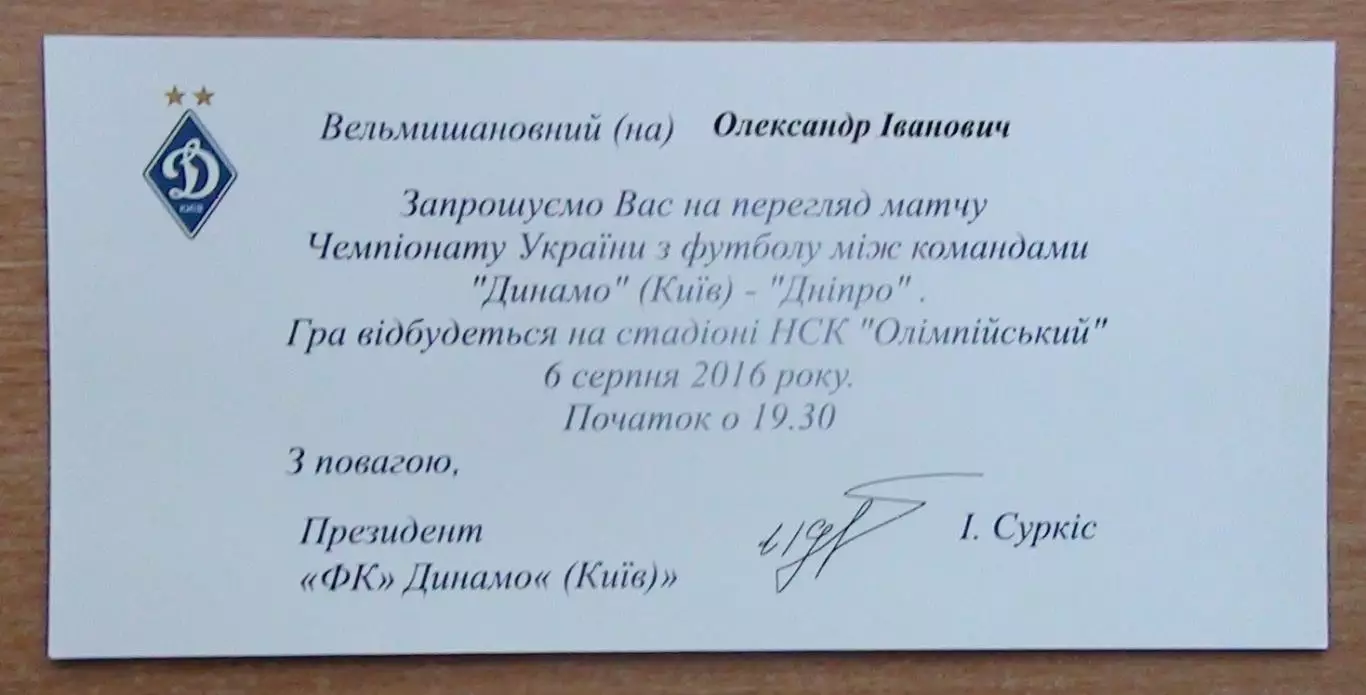 Д
КИЇВ
Вельмишановний (на) Олександр Іванович
Запрошуємо Вас на перегляд матчу
Чемпіонату України з футболу між командами
"Динамо" (Київ) - "Дніпро" .
Гра відбудеться на стадіоні НСК "Олімпійський"
6 серпня 2016 року.
Початок о 19.30
З повагою,
Президент
«ФК» Динамо« (Київ)»
І. Суркіс